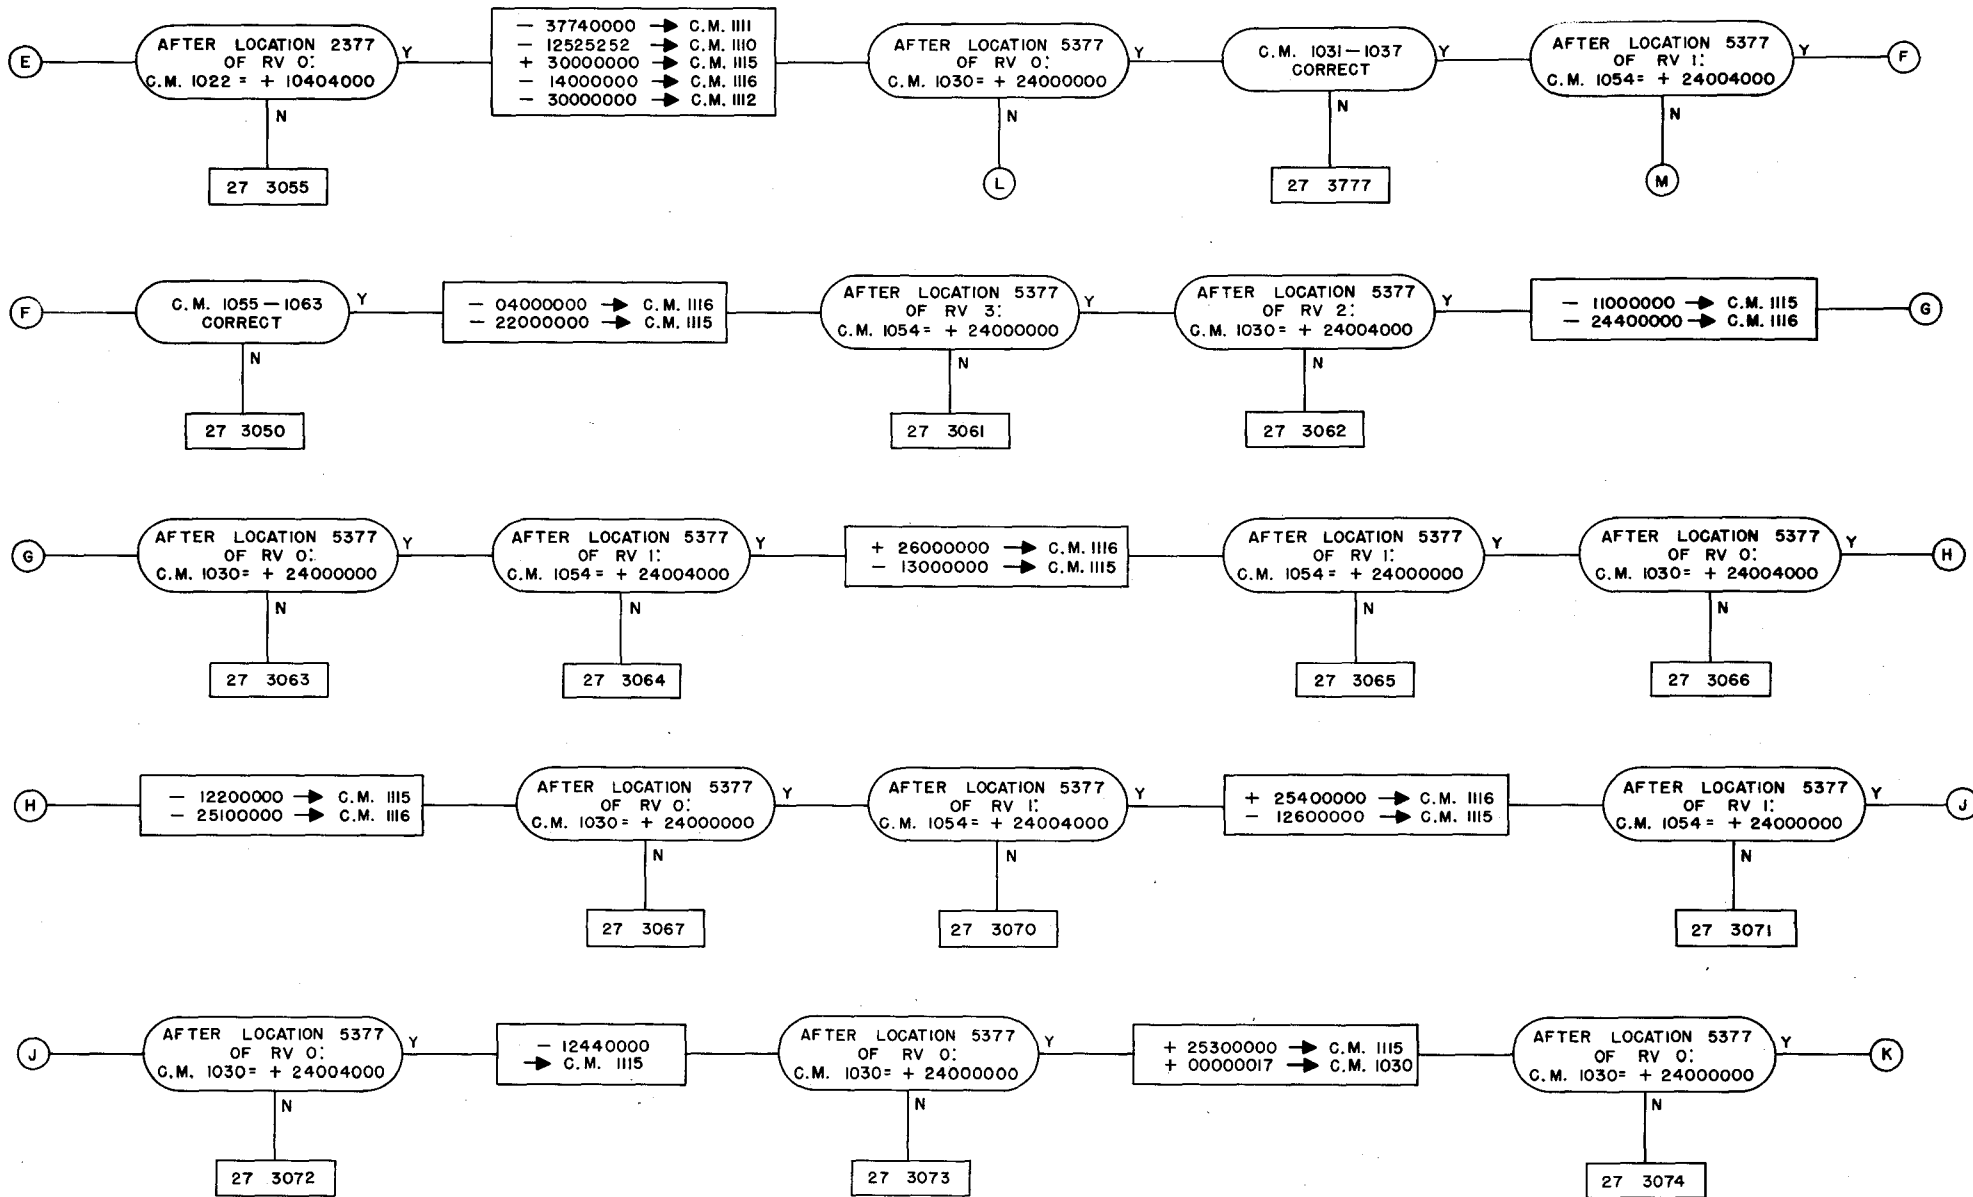 E
AFTER LOCATION 2377
OF RV 0:
C.M. 1022 = + 10404000
Y
N
27 3055
− 37740000 → C.M. 1111
− 12525252 → C.M. 1110
+ 30000000 → C.M. 1115
− 14000000 → C.M. 1116
− 30000000 → C.M. 1112
AFTER LOCATION 5377
OF RV 0:
C.M. 1030= + 24000000
Y
N
L
C.M. 1031−1037
CORRECT
Y
N
27 3777
AFTER LOCATION 5377
OF RV 1:
C.M. 1054= + 24004000
Y
N
M
F
F
C.M. 1055−1063
CORRECT
Y
N
27 3050
− 04000000 → C.M. 1116
− 22000000 → C.M. 1115
AFTER LOCATION 5377
OF RV 3:
C.M. 1054= + 24000000
Y
N
27 3061
AFTER LOCATION 5377
OF RV 2:
C.M. 1030= + 24004000
Y
N
27 3062
− 11000000 → C.M. 1115
− 24400000 → C.M. 1116
G
G
AFTER LOCATION 5377
OF RV 0:
C.M. 1030= + 24000000
Y
N
27 3063
AFTER LOCATION 5377
OF RV 1:
C.M. 1054= + 24004000
Y
N
27 3064
+ 26000000 → C.M. 1116
− 13000000 → C.M. 1115
AFTER LOCATION 5377
OF RV 1:
C.M. 1054= + 24000000
Y
N
27 3065
AFTER LOCATION 5377
OF RV 0:
C.M. 1030= + 24004000
Y
N
27 3066
H
H
− 12200000 → C.M. 1115
− 25100000 → C.M. 1116
AFTER LOCATION 5377
OF RV 0:
C.M. 1030= + 24000000
Y
N
27 3067
AFTER LOCATION 5377
OF RV 1:
C.M. 1054= + 24004000
Y
N
27 3070
+ 25400000 → C.M. 1116
− 12600000 → C.M. 1115
AFTER LOCATION 5377
OF RV 1:
C.M. 1054= + 24000000
Y
N
27 3071
J
J
AFTER LOCATION 5377
OF RV 0:
C.M. 1030= + 24004000
Y
N
27 3072
− 12440000
→ C.M. 1115
AFTER LOCATION 5377
OF RV 0:
C.M. 1030= + 24000000
Y
N
27 3073
+ 25300000 → C.M. 1115
+ 00000017 → C.M. 1030
AFTER LOCATION 5377
OF RV 0:
C.M. 1030= + 24000000
Y
N
27 3074
K